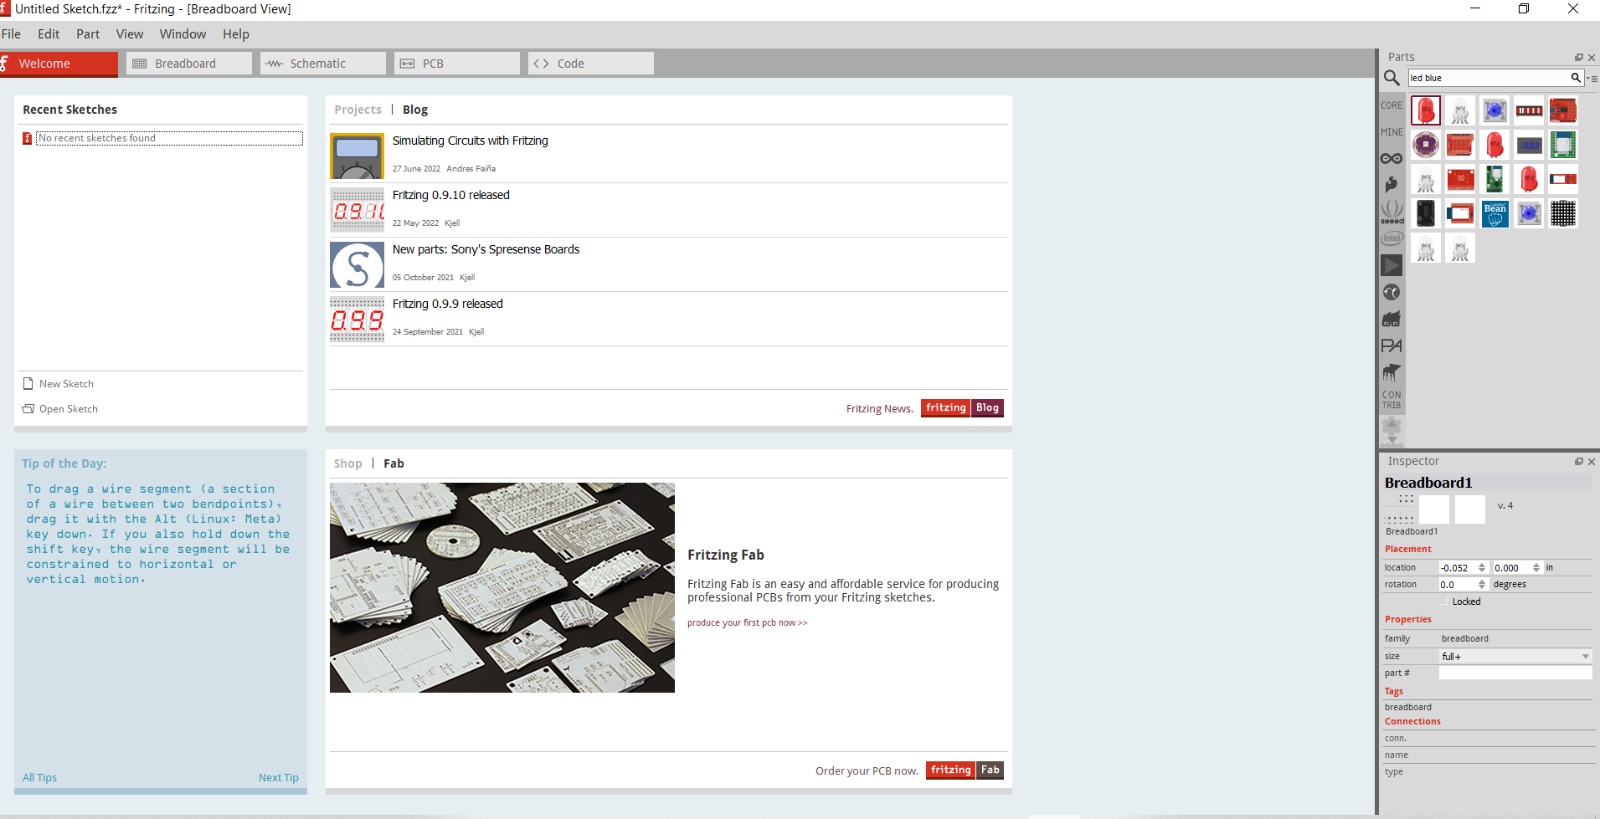 Untitled Sketch.fzz* - Fritzing - [Breadboard View]
File Edit Part View Window Help
Welcome Breadboard Schematic PCB Code
Recent Sketches
No recent sketches found
New Sketch
Open Sketch
Projects | Blog
Simulating Circuits with Fritzing
27 June 2022 Andres Faiña
Fritzing 0.9.10 released
22 May 2022 Kjell
New parts: Sony's Spresense Boards
05 October 2021 Kjell
Fritzing 0.9.9 released
24 September 2021 Kjell
Fritzing News. fritzing Blog
Tip of the Day:
To drag a wire segment (a section
of a wire between two bendpoints),
drag it with the Alt (Linux: Meta)
key down. If you also hold down the
shift key, the wire segment will be
constrained to horizontal or
vertical motion.
All Tips Next Tip
Shop | Fab
Fritzing Fab
Fritzing Fab is an easy and affordable service for producing
professional PCBs from your Fritzing sketches.
produce your first pcb now >>
Order your PCB now. fritzing Fab
Parts
led blue
CORE
MINE
seeed
intel
PA
CON
TRIB
Bean
Inspector
Breadboard1
v. 4
Breadboard1
Placement
location -0.052 0.000 in
rotation 0.0 degrees
Locked
Properties
family breadboard
size full+
part #
Tags
breadboard
Connections
conn.
name
type